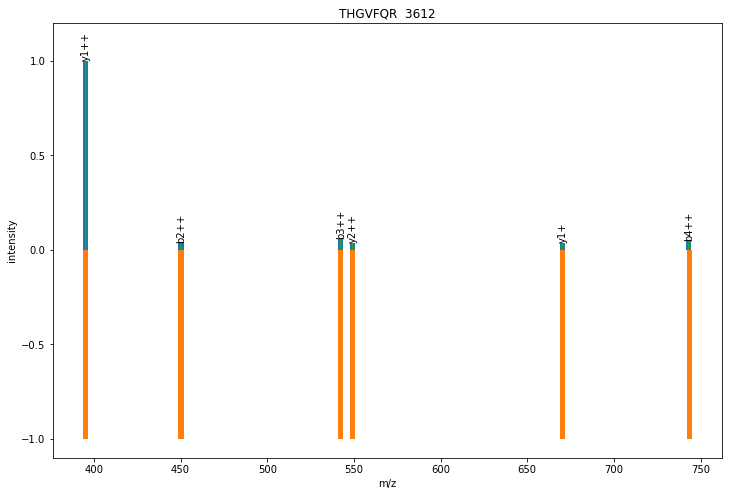 THGVFQR  3612
intensity
1.0
0.5
0.0
−0.5
−1.0
y1++
b2++
b3++
y2++
y1+
b4++
400 450 500 550 600 650 700 750
m/z